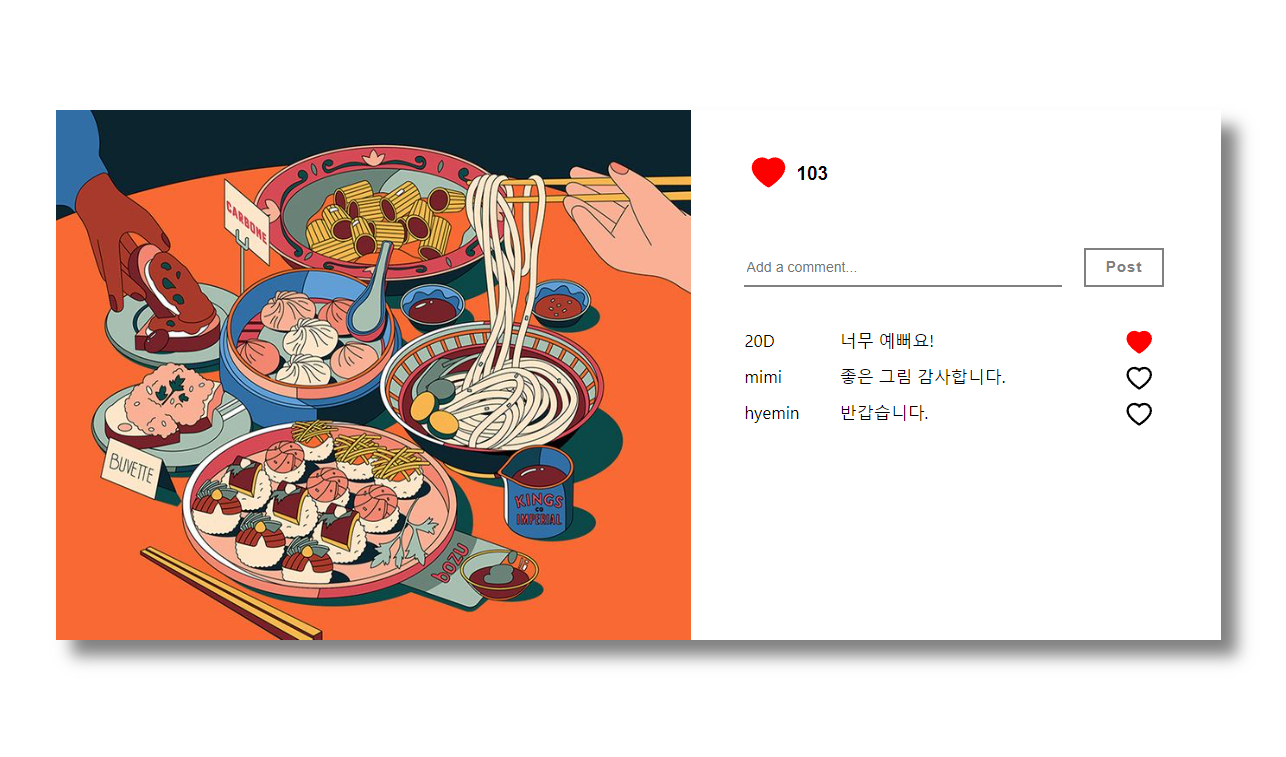 CARBONE
BUVETTE
KINGS
CO
IMPERIAL
bozu
103
Add a comment...
Post
20D 너무 예뻐요!
mimi 좋은 그림 감사합니다.
hyemin 반갑습니다.